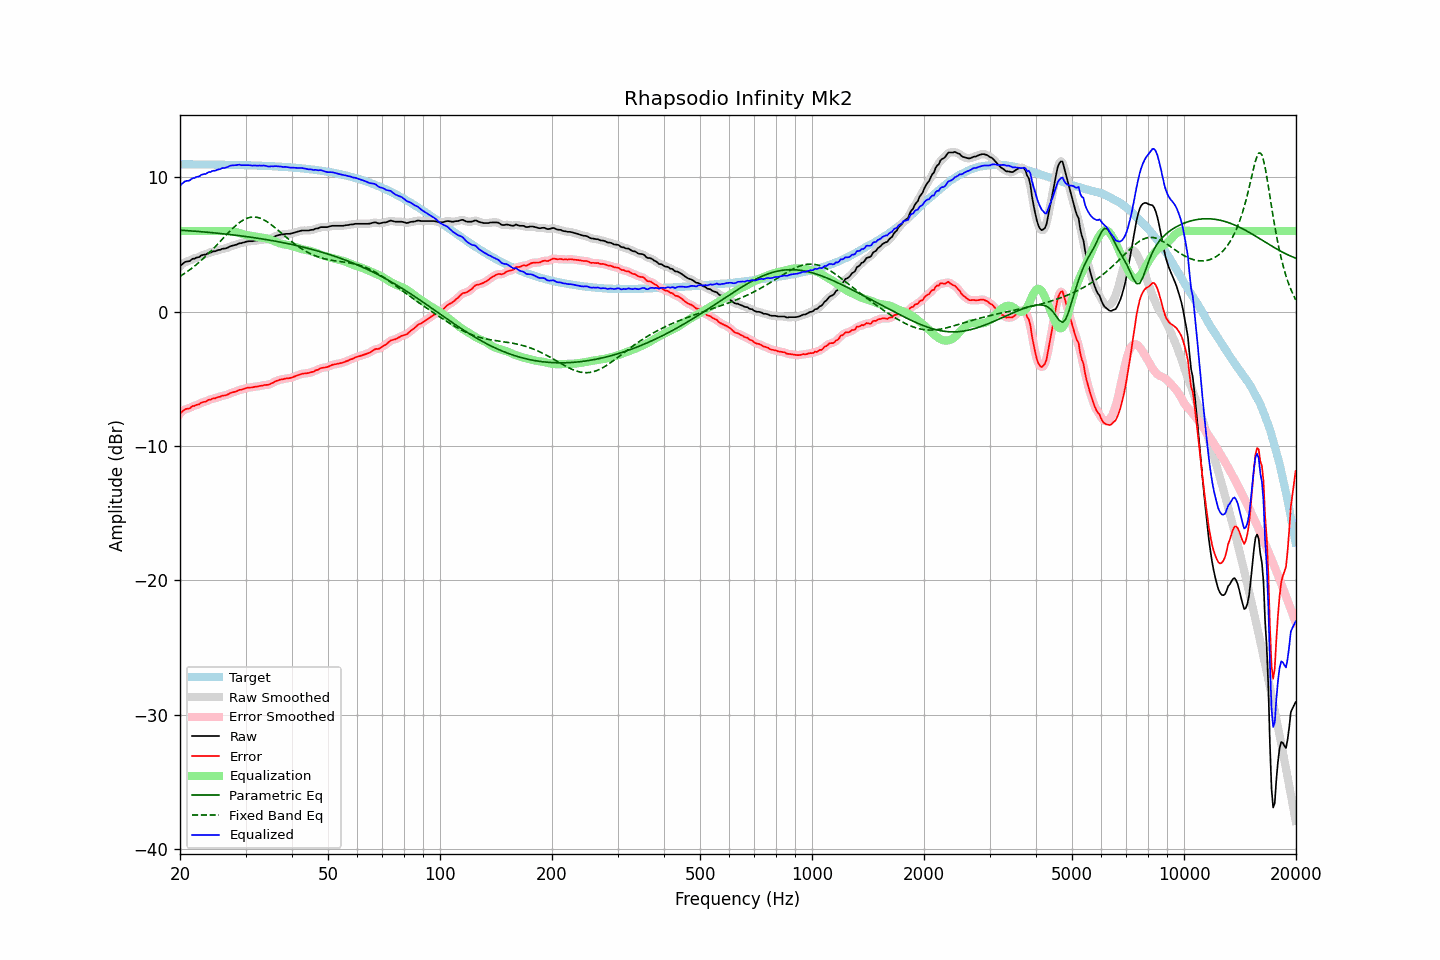 Rhapsodio Infinity Mk2
Amplitude (dBr)
10
0
−10
−20
−30
−40
Target
Raw Smoothed
Error Smoothed
Raw
Error
Equalization
Parametric Eq
Fixed Band Eq
Equalized
20
50
100
200
500
1000
2000
5000
10000
20000
Frequency (Hz)